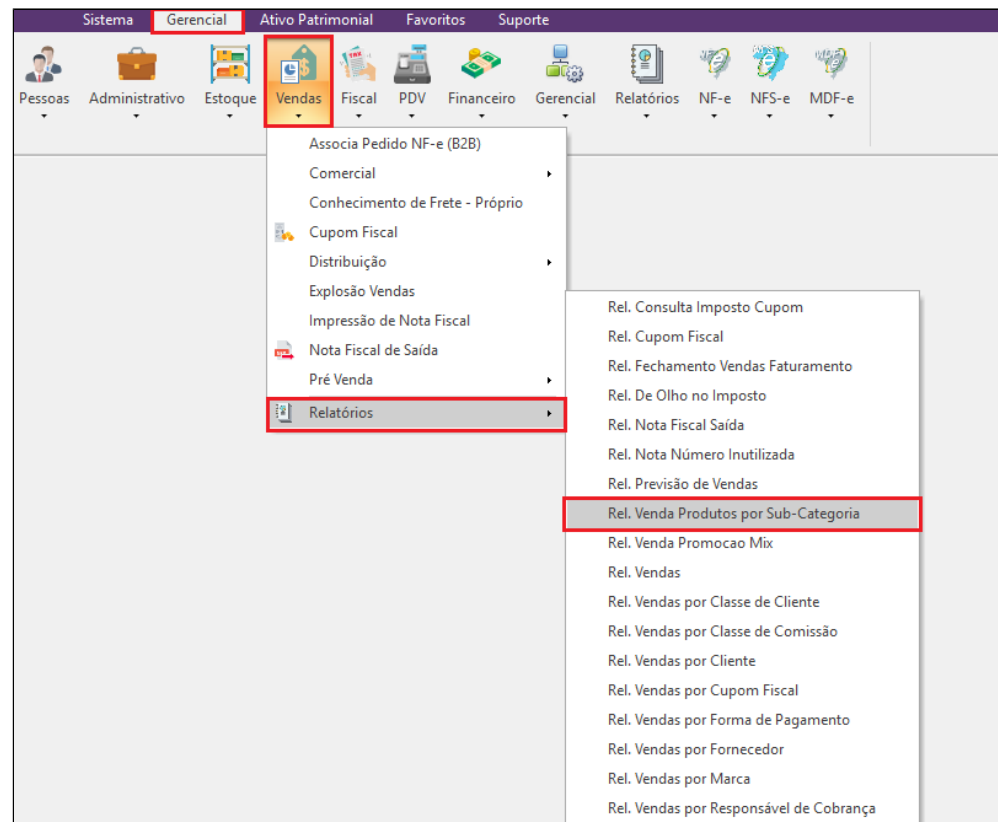 Sistema Gerencial Ativo Patrimonial Favoritos Suporte
Pessoas Administrativo Estoque Vendas Fiscal PDV Financeiro Gerencial Relatórios NF-e NFS-e MDF-e
Associa Pedido NF-e (B2B)
Comercial
Conhecimento de Frete - Próprio
Cupom Fiscal
Distribuição
Explosão Vendas
Impressão de Nota Fiscal
Nota Fiscal de Saída
Pré Venda
Relatórios
Rel. Consulta Imposto Cupom
Rel. Cupom Fiscal
Rel. Fechamento Vendas Faturamento
Rel. De Olho no Imposto
Rel. Nota Fiscal Saída
Rel. Nota Número Inutilizada
Rel. Previsão de Vendas
Rel. Venda Produtos por Sub-Categoria
Rel. Venda Promocao Mix
Rel. Vendas
Rel. Vendas por Classe de Cliente
Rel. Vendas por Classe de Comissão
Rel. Vendas por Cliente
Rel. Vendas por Cupom Fiscal
Rel. Vendas por Forma de Pagamento
Rel. Vendas por Fornecedor
Rel. Vendas por Marca
Rel. Vendas por Responsável de Cobrança